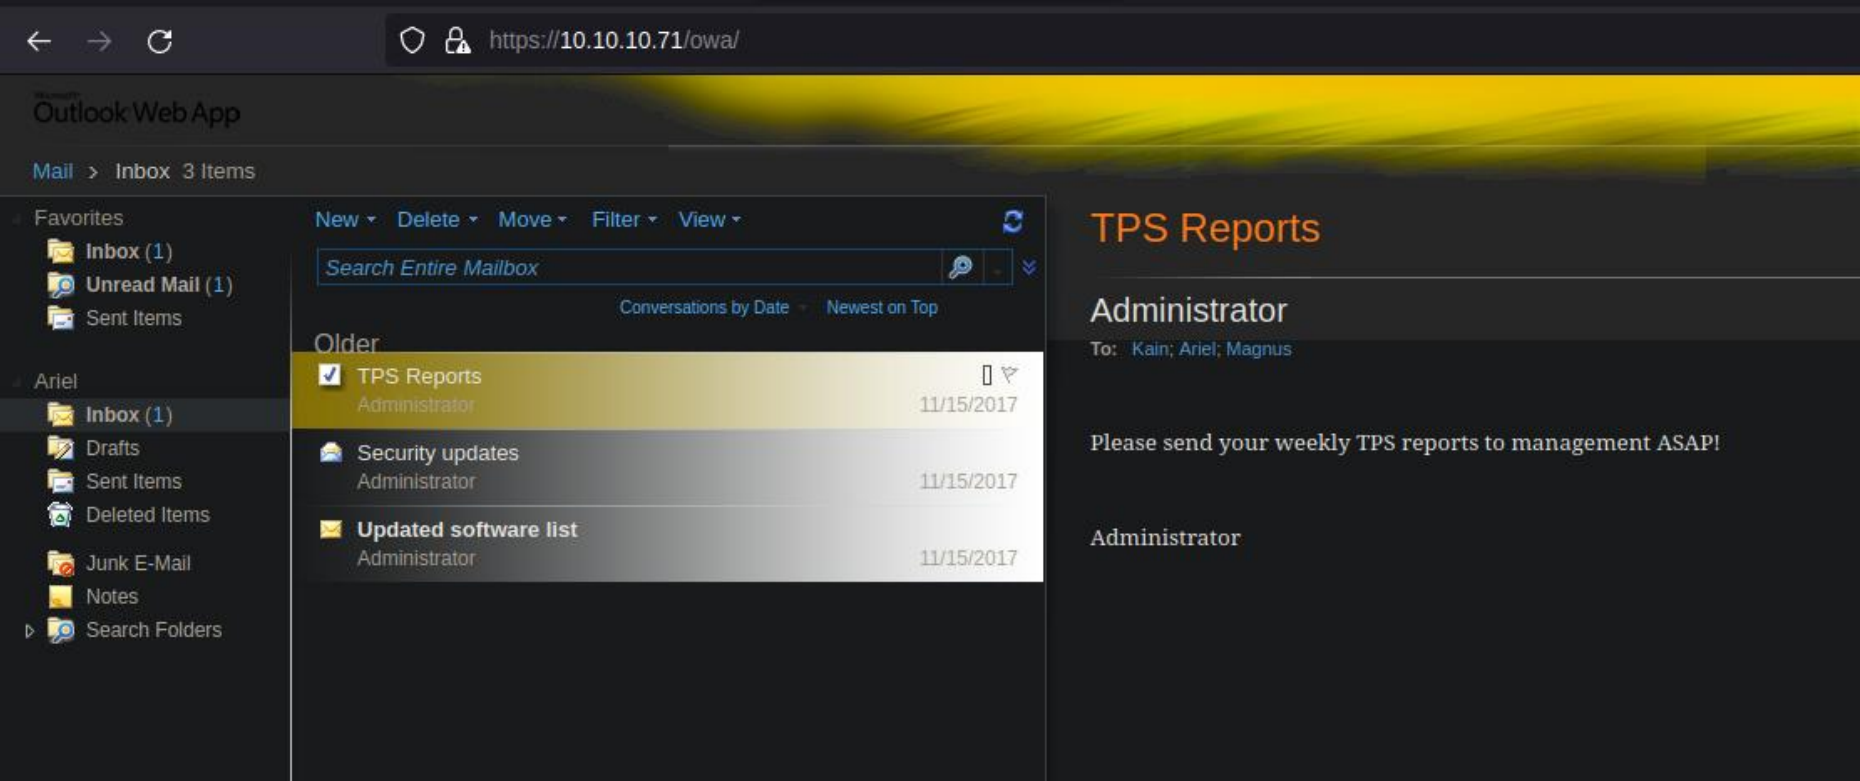 https://10.10.10.71/owa/
Microsoft
Outlook Web App
Mail > Inbox 3 Items
Favorites
Inbox (1)
Unread Mail (1)
Sent Items
Ariel
Inbox (1)
Drafts
Sent Items
Deleted Items
Junk E-Mail
Notes
Search Folders
New Delete Move Filter View
Search Entire Mailbox
Conversations by Date Newest on Top
Older
TPS Reports
Administrator 11/15/2017
Security updates
Administrator 11/15/2017
Updated software list
Administrator 11/15/2017
TPS Reports
Administrator
To: Kain; Ariel; Magnus
Please send your weekly TPS reports to management ASAP!
Administrator